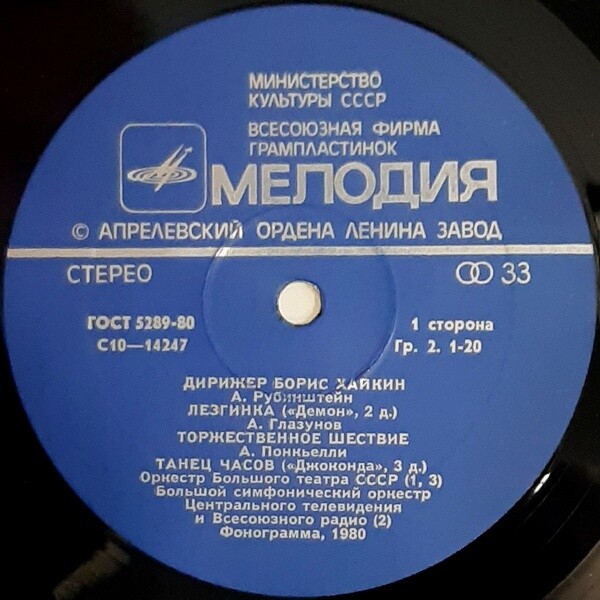 МИНИСТЕРСТВО
КУЛЬТУРЫ СССР
ВСЕСОЮЗНАЯ ФИРМА
ГРАМПЛАСТИНОК
МЕЛОДИЯ
© АПРЕЛЕВСКИЙ ОРДЕНА ЛЕНИНА ЗАВОД
СТЕРЕО
33
ГОСТ 5289-80
С10—14247
1 сторона
Гр. 2. 1-20
ДИРИЖЕР БОРИС ХАЙКИН
А. Рубинштейн
ЛЕЗГИНКА («Демон», 2 д.)
А. Глазунов
ТОРЖЕСТВЕННОЕ ШЕСТВИЕ
А. Понкьелли
ТАНЕЦ ЧАСОВ («Джоконда», 3 д.)
Оркестр Большого театра СССР (1, 3)
Большой симфонический оркестр
Центрального телевидения
и Всесоюзного радио (2)
Фонограмма, 1980